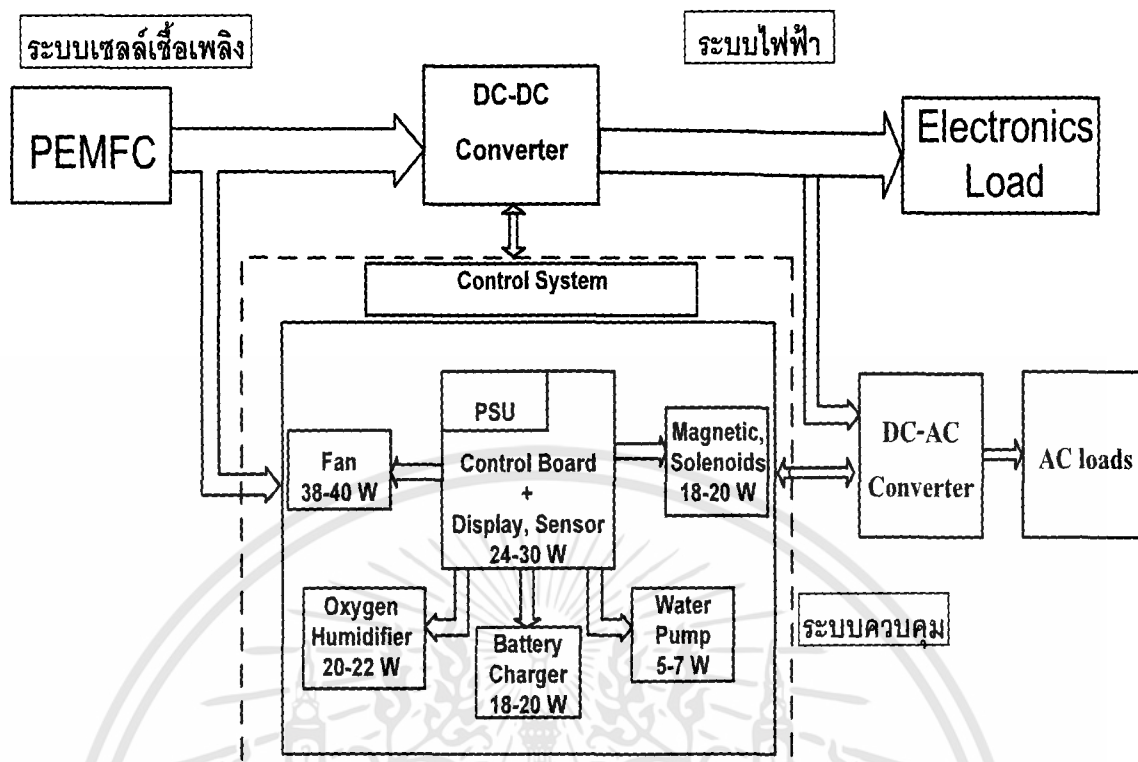 ระบบเซลล์เชื้อเพลิง
ระบบไฟฟ้า
PEMFC
DC-DC
Converter
Electronics
Load
Control System
PSU
Control Board
+
Display, Sensor
24-30 W
Fan
38-40 W
Magnetic,
Solenoids
18-20 W
DC-AC
Converter
AC loads
Oxygen
Humidifier
20-22 W
Battery
Charger
18-20 W
Water
Pump
5-7 W
ระบบควบคุม